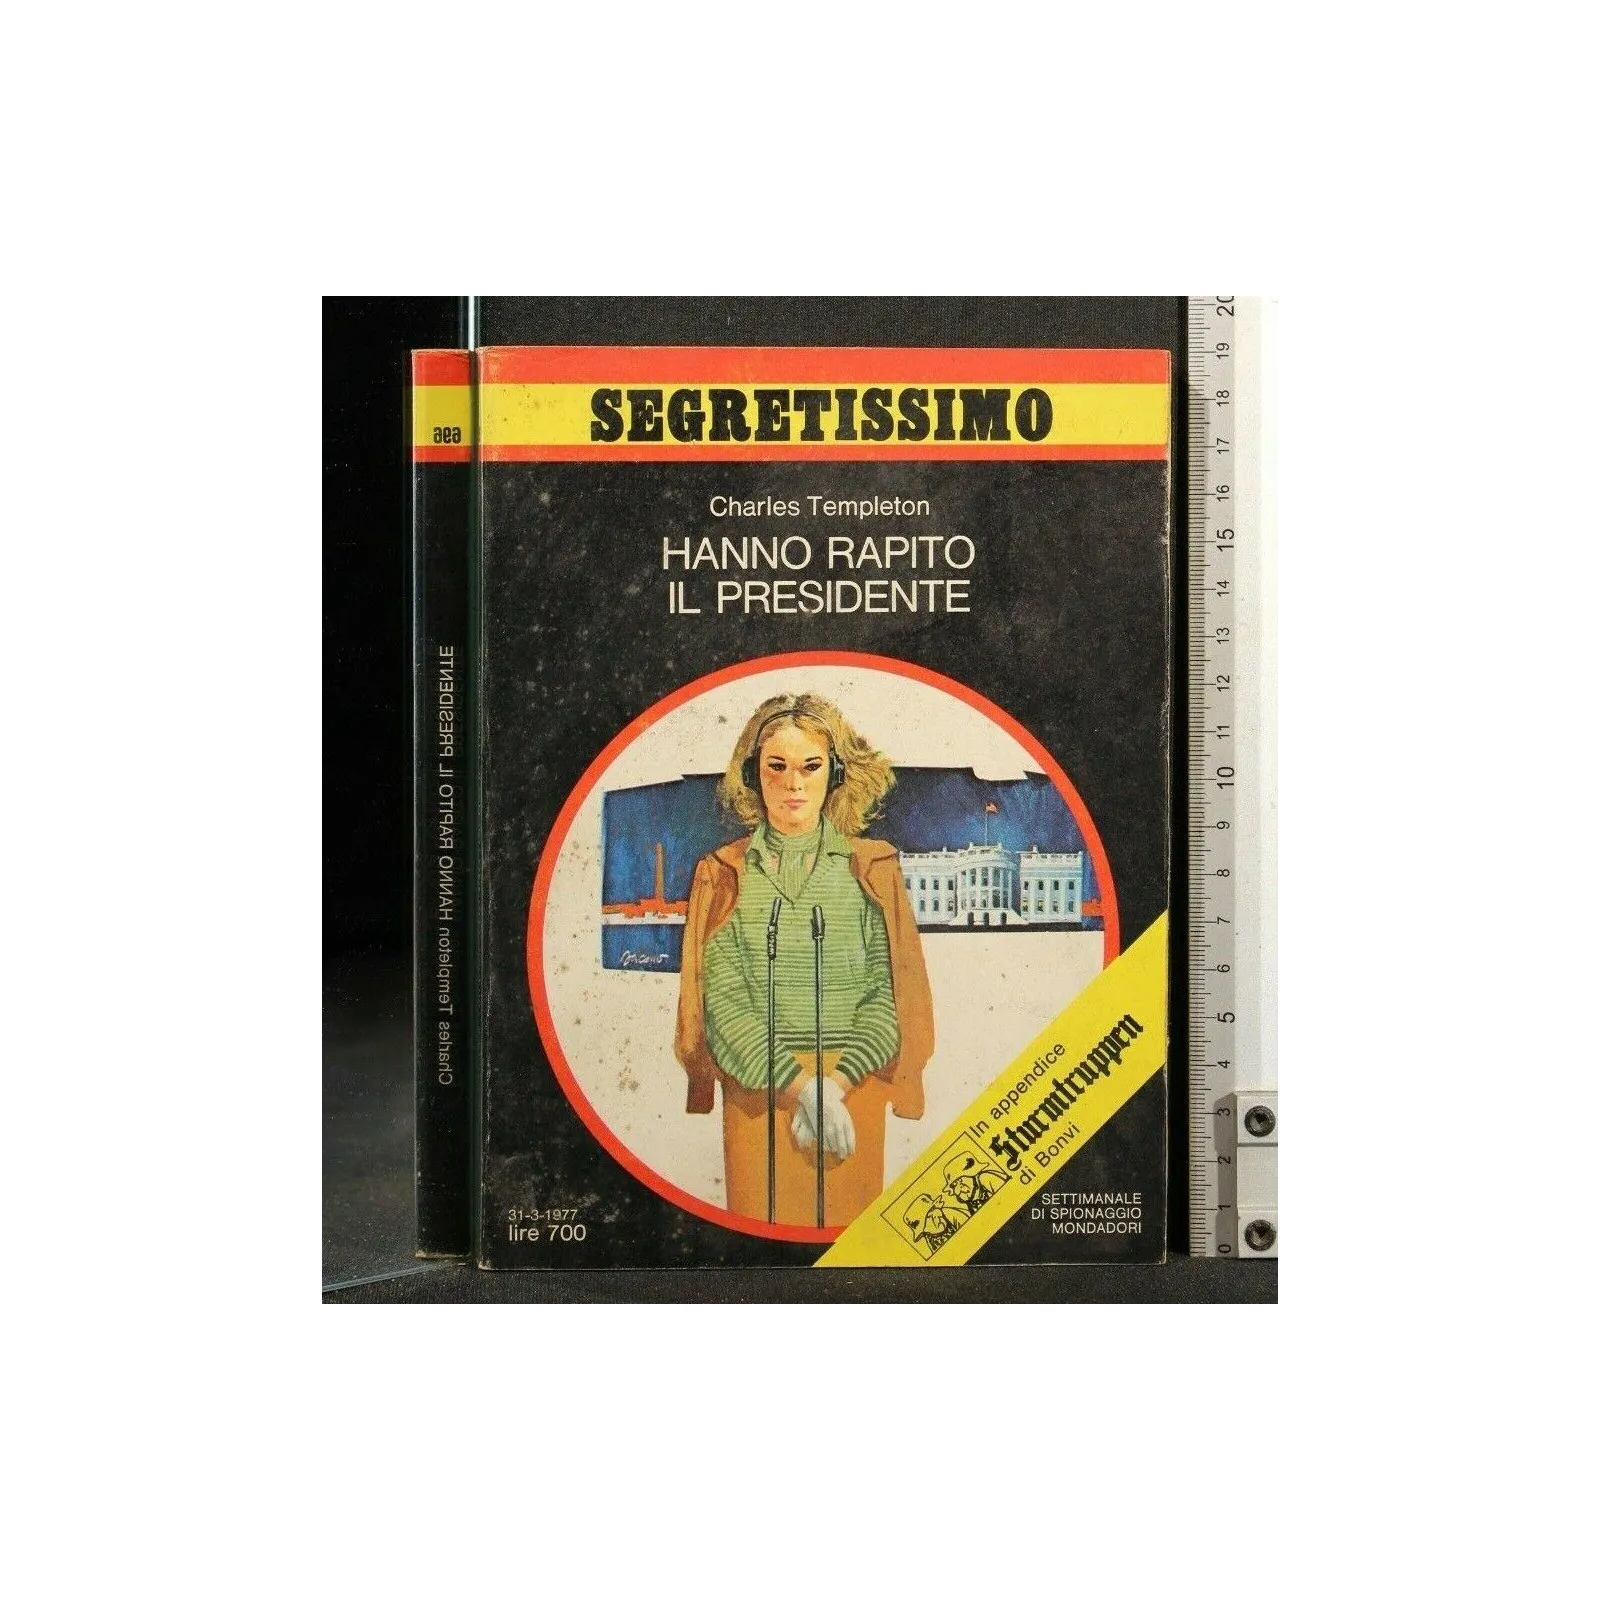 SEGRETISSIMO
Charles Templeton
HANNO RAPITO
IL PRESIDENTE
In appendice
Sturmtruppen
di Bonvi
SETTIMANALE
DI SPIONAGGIO
MONDADORI
31-3-1977
lire 700
Charles Templeton HANNO RAPITO IL PRESIDENTE
20
19
18
17
16
15
14
13
12
11
10
9
8
7
6
5
4
3
2
1
0